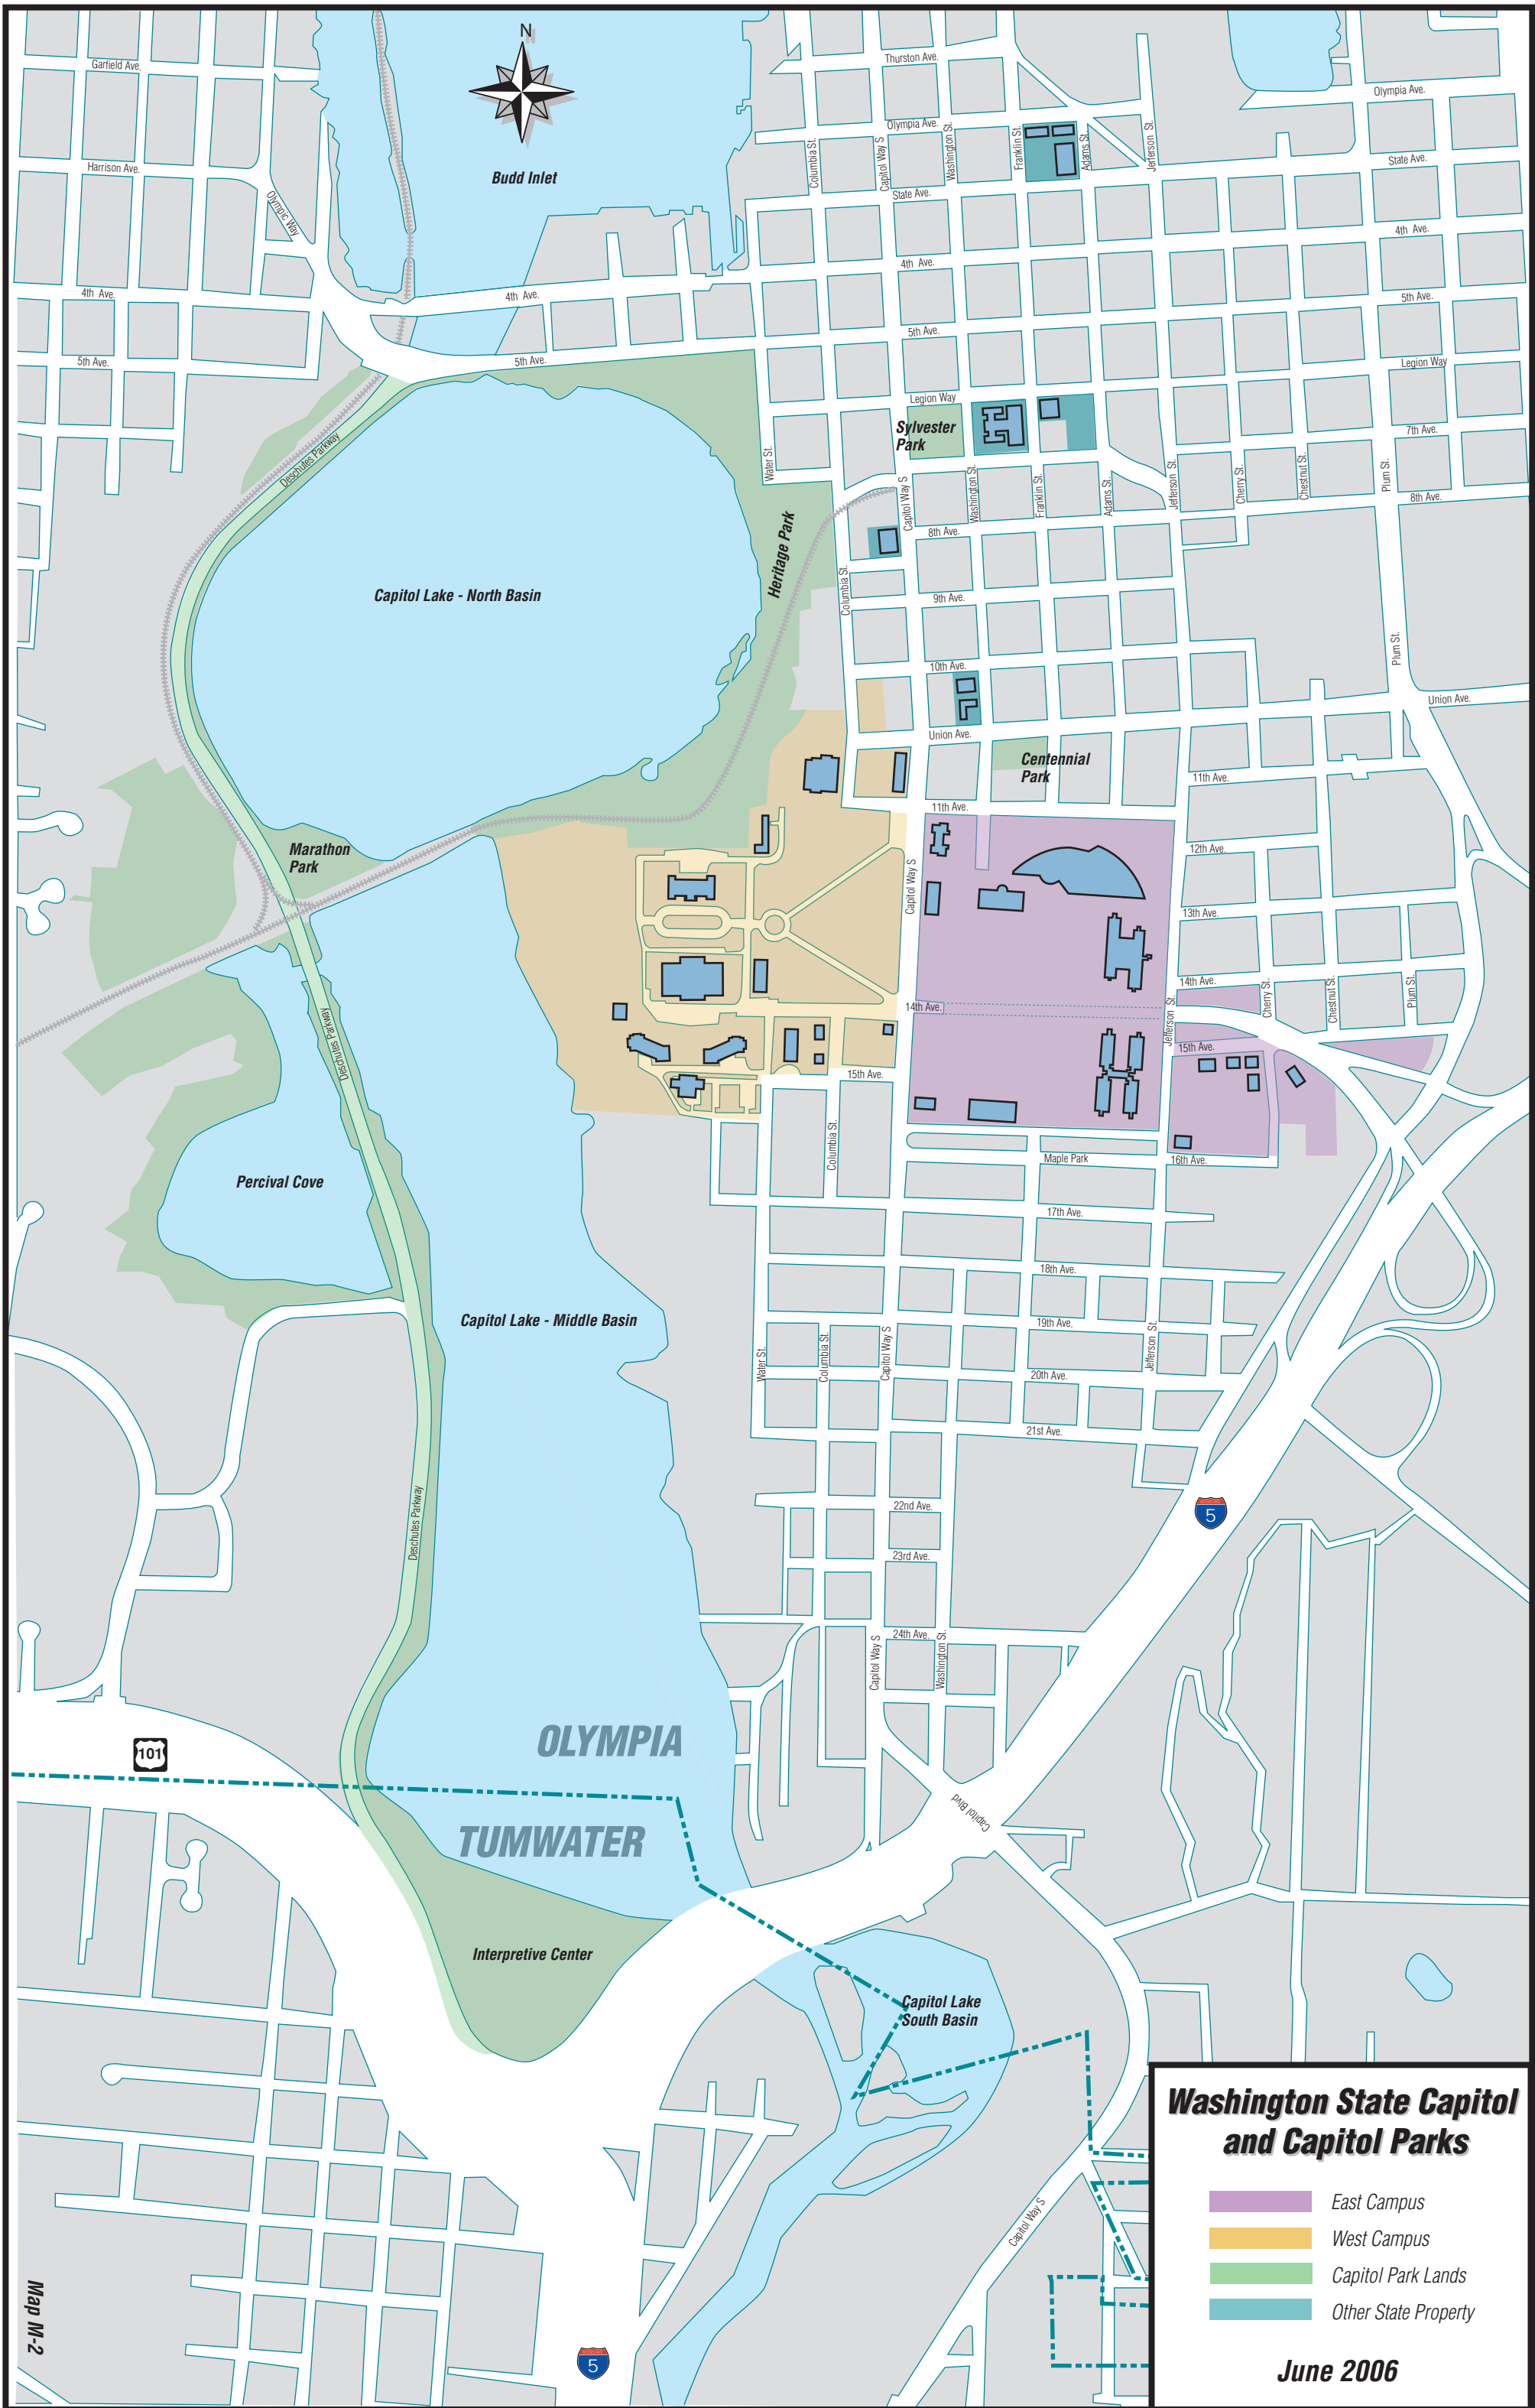 N
Garfield Ave.
Thurston Ave.
Olympia Ave.
Olympia Ave.
Columbia St.
Capitol Way S
Washington St.
Franklin St.
Adams St.
Jefferson St.
Harrison Ave.
State Ave.
Budd Inlet
State Ave.
Olympic Way
4th Ave.
4th Ave.
4th Ave.
4th Ave.
5th Ave.
5th Ave.
5th Ave.
5th Ave.
Legion Way
Legion Way
Sylvester
Park
7th Ave.
Deschutes Parkway
Water St.
Capitol Way S
Washington St.
Franklin St.
Adams St.
Jefferson St.
Cherry St.
Chestnut St.
Plum St.
8th Ave.
8th Ave.
Heritage Park
Columbia St.
Capitol Lake - North Basin
9th Ave.
Plum St.
10th Ave.
Union Ave.
Union Ave.
Centennial
Park
11th Ave.
11th Ave.
Marathon
Park
12th Ave.
Capitol Way S
13th Ave.
14th Ave.
Cherry St.
Chestnut St.
Plum St.
14th Ave.
Jefferson St.
Deschutes Parkway
15th Ave.
15th Ave.
Columbia St.
Maple Park
16th Ave.
Percival Cove
17th Ave.
18th Ave.
Capitol Lake - Middle Basin
19th Ave.
Water St.
Columbia St.
Capitol Way S
Jefferson St.
20th Ave.
21st Ave.
Deschutes Parkway
22nd Ave.
5
23rd Ave.
24th Ave.
Capitol Way S
Washington St.
OLYMPIA
101
Capitol Blvd
TUMWATER
Interpretive Center
Capitol Lake
South Basin
Capitol Way S
5
Map M-2
Washington State Capitol
and Capitol Parks
East Campus
West Campus
Capitol Park Lands
Other State Property
June 2006